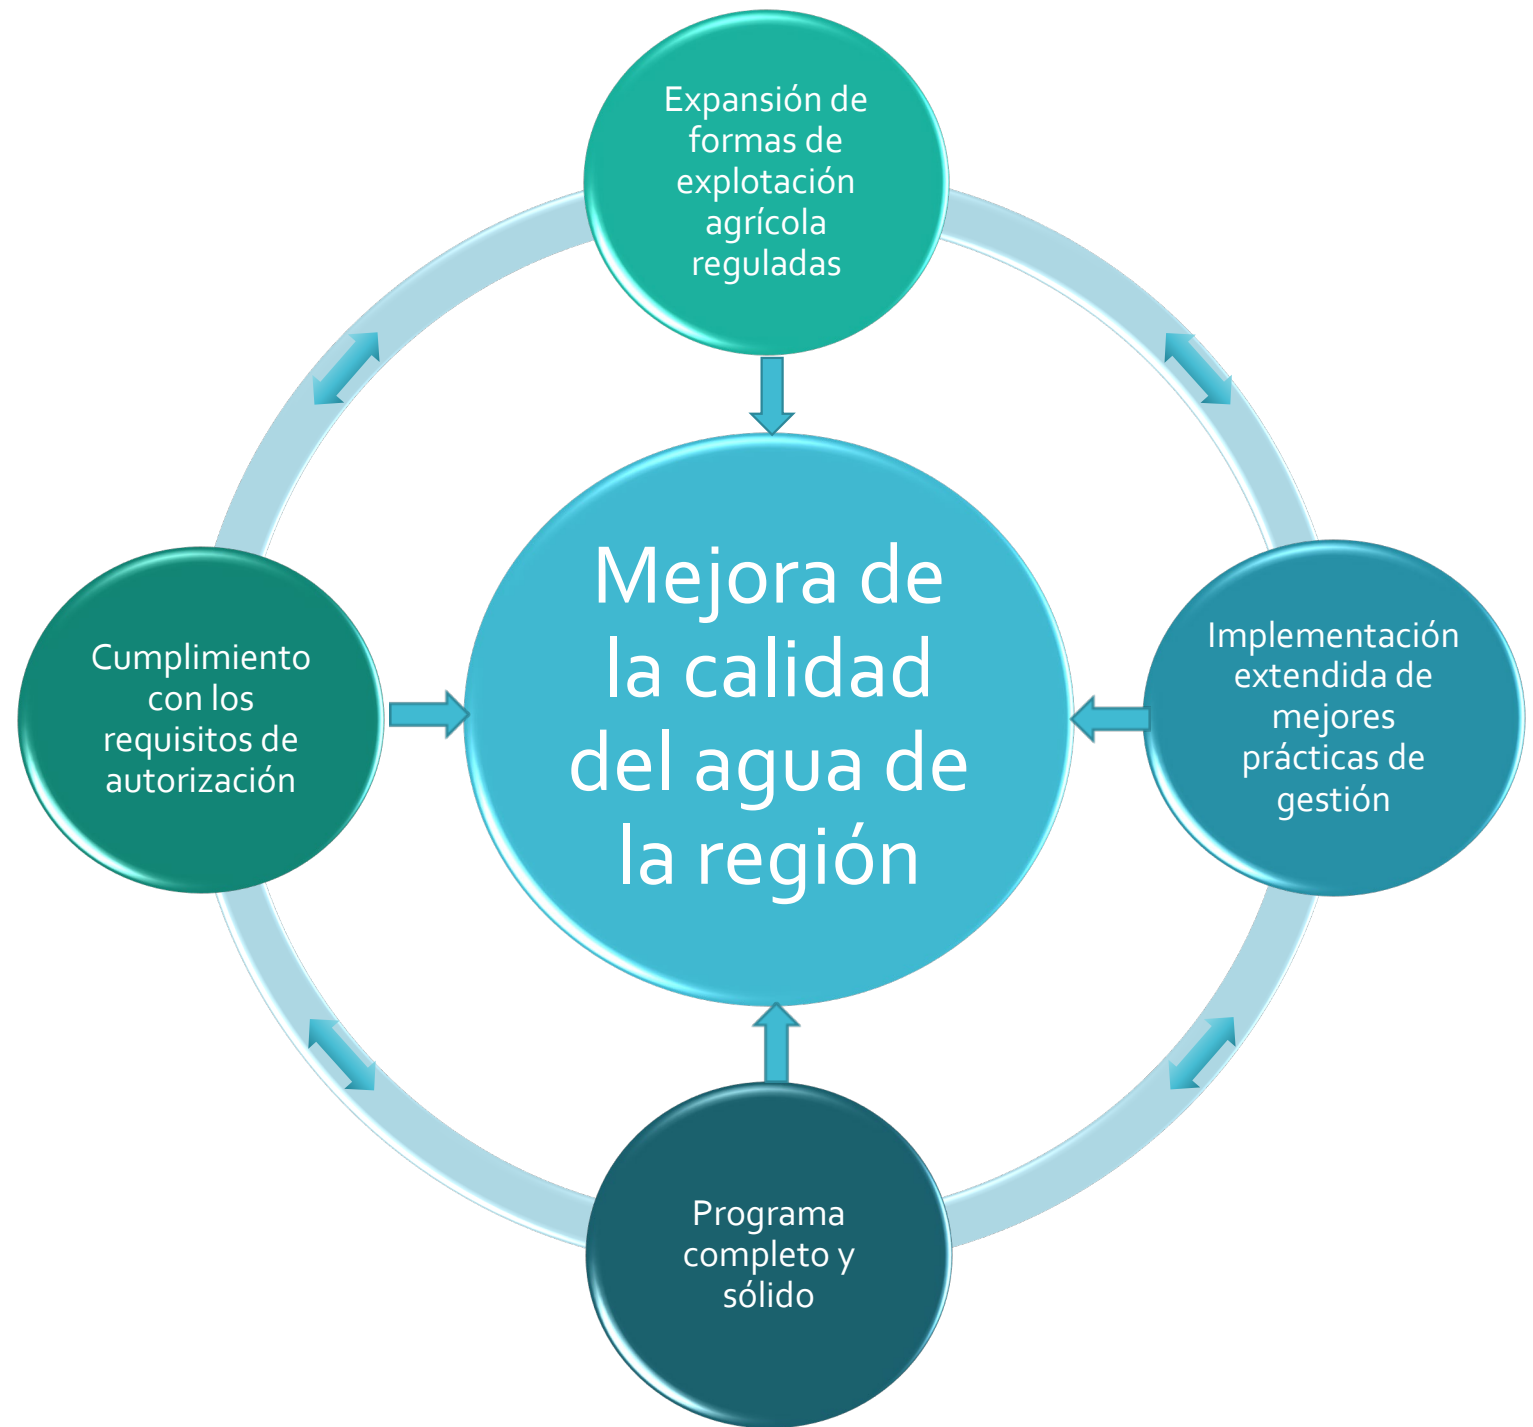 Expansión de
formas de
explotación
agrícola
reguladas
Mejora de
la calidad
del agua de
la región
Cumplimiento
con los
requisitos de
autorización
Implementación
extendida de
mejores
prácticas de
gestión
Programa
completo y
sólido